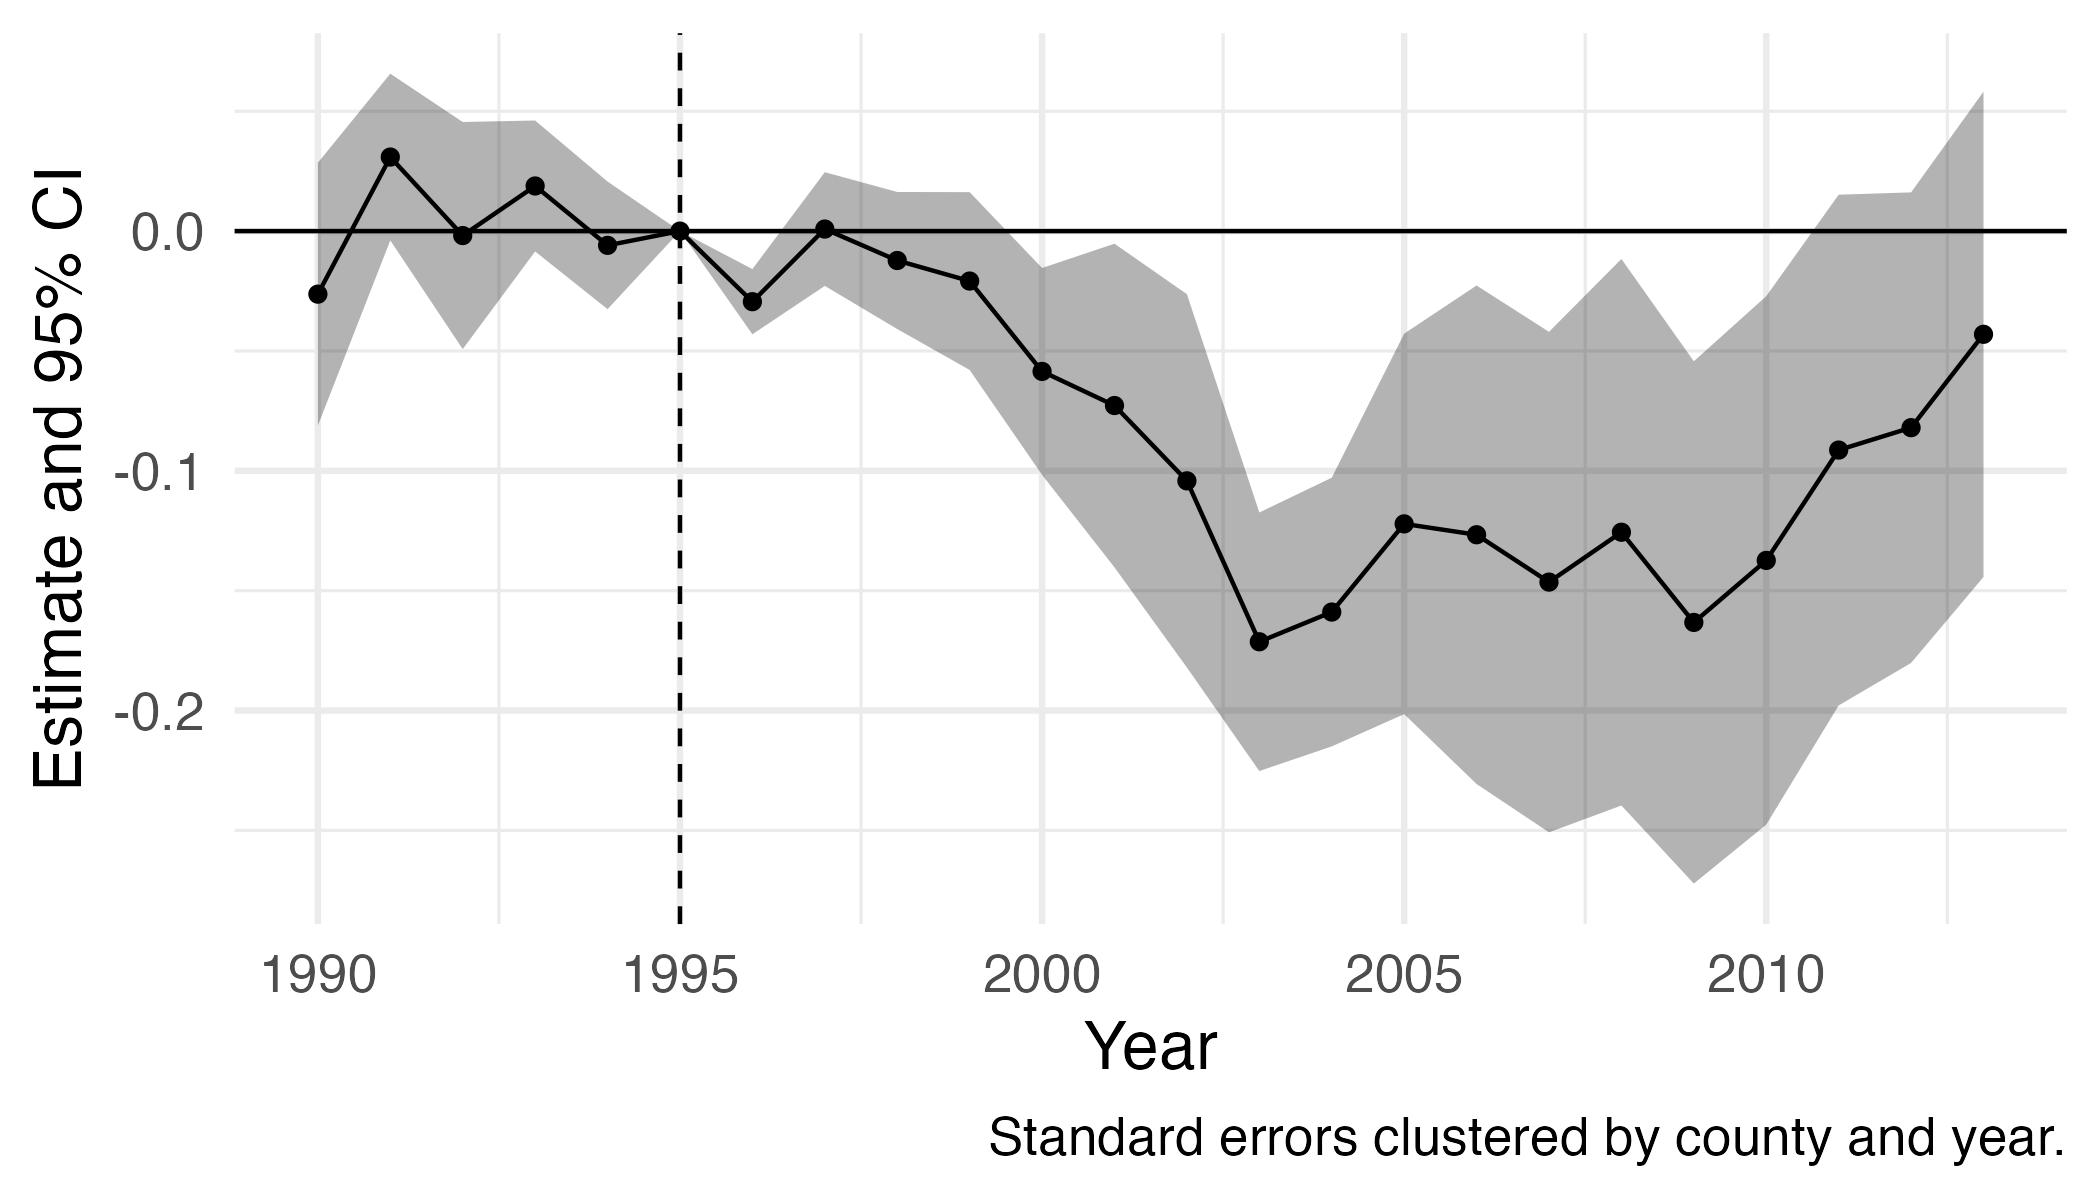 Estimate and 95% CI
0.0
-0.1
-0.2
1990 1995 2000 2005 2010
Year
Standard errors clustered by county and year.